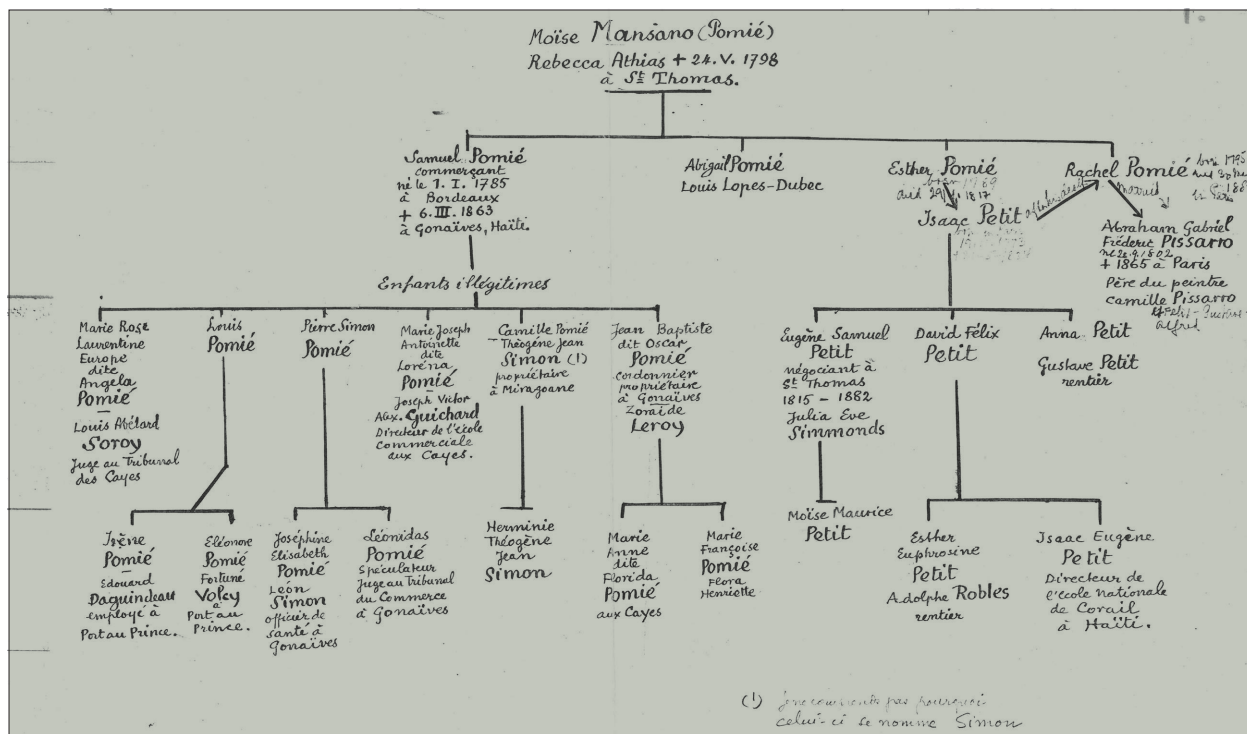 Moïse Mansano (Pomié)
Rebecca Athias + 24. V. 1798
à St Thomas.
Samuel Pomié
commerçant
né le 1. I. 1785
à Bordeaux
+ 6. III. 1863
à Gonaïves, Haïti.
Abigail Pomié
Louis Lopes-Dubec
Esther Pomié
1817
Isaac Petit
Rachel Pomié
born 1795
Abraham Gabriel
Fréderic Pissarro
1802
+ 1865 à Paris
Père du peintre
Camille Pissarro
Alfred
Enfants illégitimes
Marie Rose
Laurentine
Europe
dite
Angela
Pomié
Louis Abélard
Soroy
Juge au Tribunal
des Cayes
Louis
Pomié
Pierre Simon
Pomié
Marie Joseph
Antoinette
dite
Loréna
Pomié
Joseph Victor
Alex. Guichard
Directeur de l'école
Commerciale
aux Cayes.
Camille Pomié
Théogène Jean
Simon (1)
propriétaire
à Miragoane
Jean Baptiste
dit Oscar
Pomié
Cordonnier
propriétaire
à Gonaïves
Zoraïde
Leroy
Eugène Samuel
Petit
négociant à
St Thomas
1815 - 1882
Julia Eve
Simmonds
David Félix
Petit
Anna Petit
Gustave Petit
rentier
Irène
Pomié
Edouard
Daguindeau
employé à
Port au Prince.
Eléonore
Pomié
Fortuné
Volcy
à
Port au
Prince.
Joséphine
Elisabeth
Pomié
Léon
Simon
officier de
santé à
Gonaïves
Léonidas
Pomié
Spéculateur
Juge au Tribunal
du Commerce
à Gonaïves
Herminie
Théogène
Jean
Simon
Marie
Anne
dite
Florida
Pomié
aux Cayes
Marie
Françoise
Pomié
Flora
Henriette
Moïse Maurice
Petit
Esther
Euphrosine
Petit
Adolphe Robles
rentier
Isaac Eugène
Petit
Directeur de
l'école nationale
de Corail
à Haïti.
(1) Je ne comprends pas pourquoi
celui-ci se nomme Simon